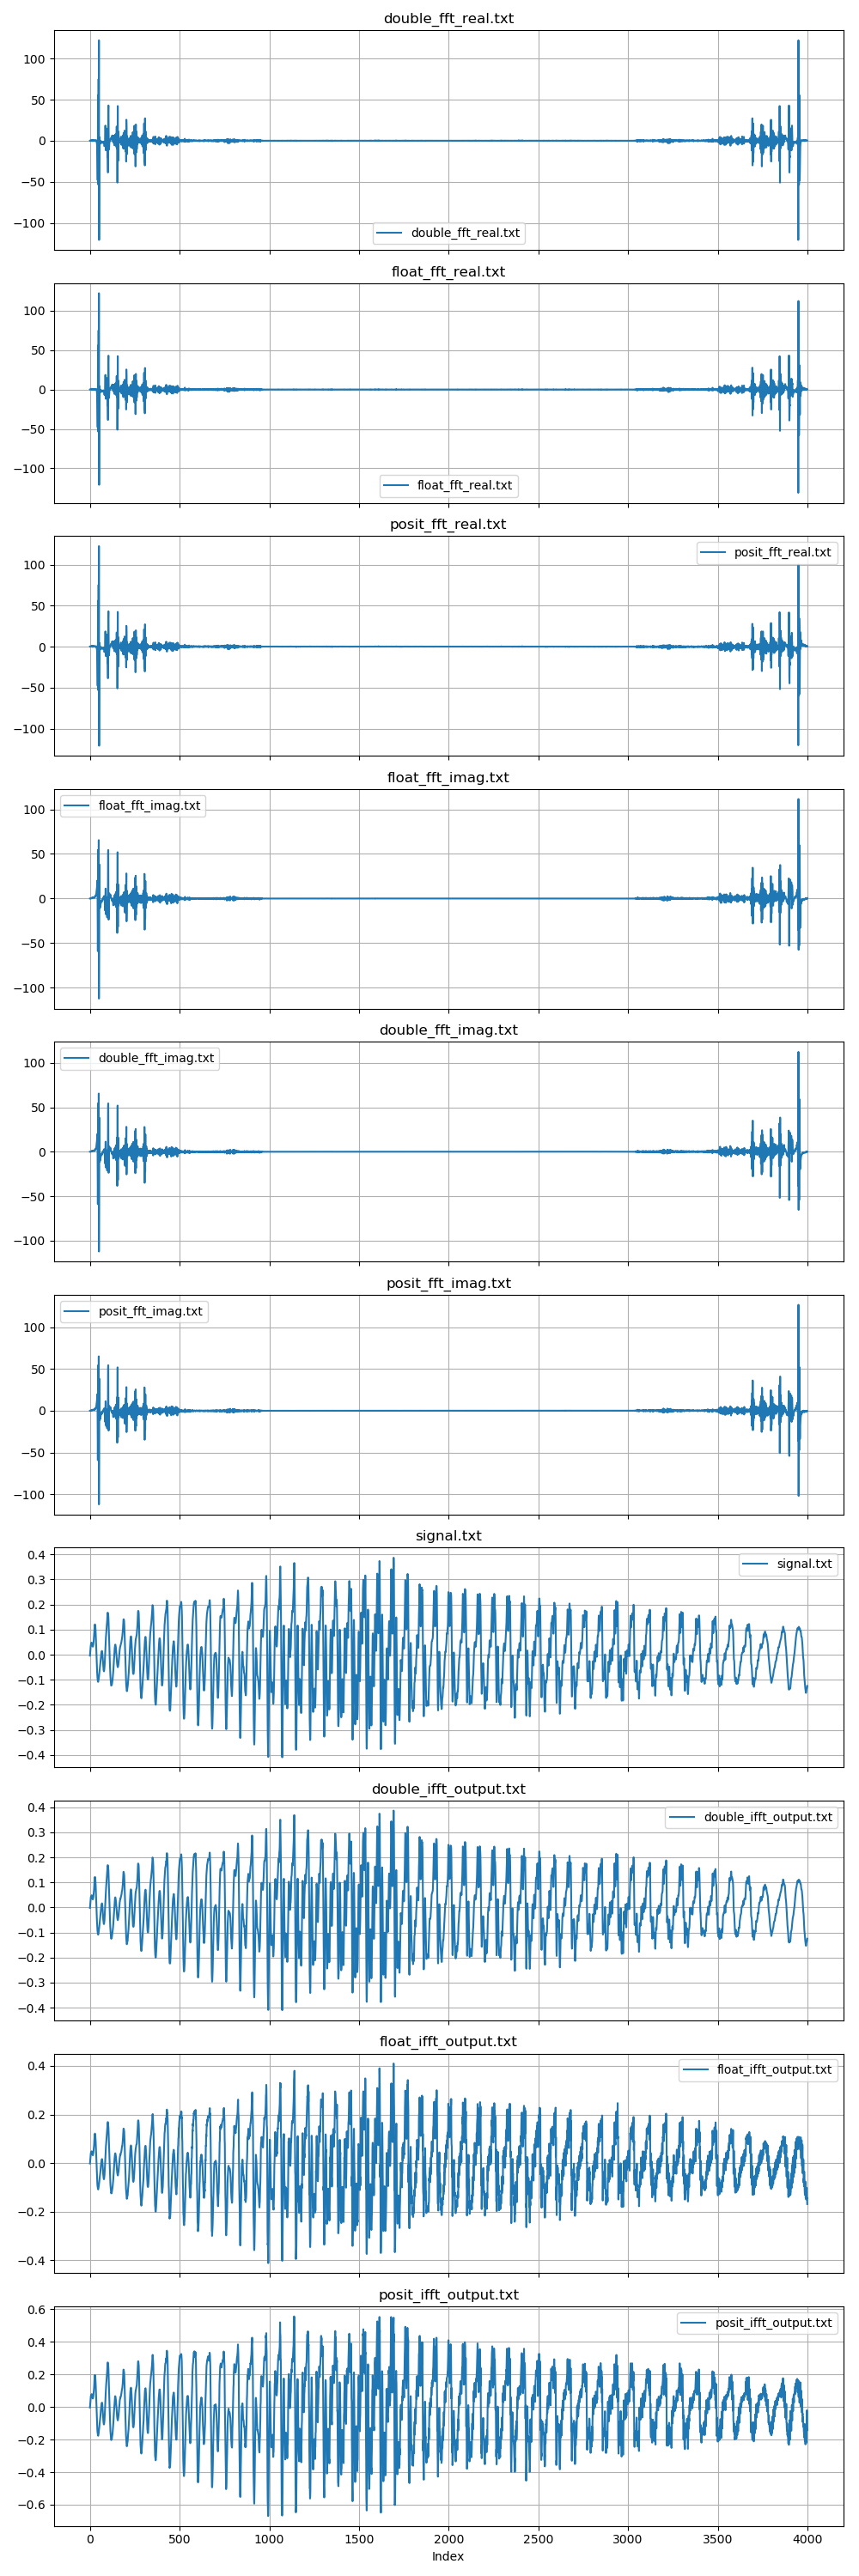 double_fft_real.txt
100
50
0
−50
−100
double_fft_real.txt
float_fft_real.txt
100
50
0
−50
−100
float_fft_real.txt
posit_fft_real.txt
posit_fft_real.txt
100
50
0
−50
−100
float_fft_imag.txt
float_fft_imag.txt
100
50
0
−50
−100
double_fft_imag.txt
double_fft_imag.txt
100
50
0
−50
−100
posit_fft_imag.txt
posit_fft_imag.txt
100
50
0
−50
−100
signal.txt
signal.txt
0.4
0.3
0.2
0.1
0.0
−0.1
−0.2
−0.3
−0.4
double_ifft_output.txt
double_ifft_output.txt
0.4
0.3
0.2
0.1
0.0
−0.1
−0.2
−0.3
−0.4
float_ifft_output.txt
float_ifft_output.txt
0.4
0.2
0.0
−0.2
−0.4
posit_ifft_output.txt
posit_ifft_output.txt
0.6
0.4
0.2
0.0
−0.2
−0.4
−0.6
0 500 1000 1500 2000 2500 3000 3500 4000
Index